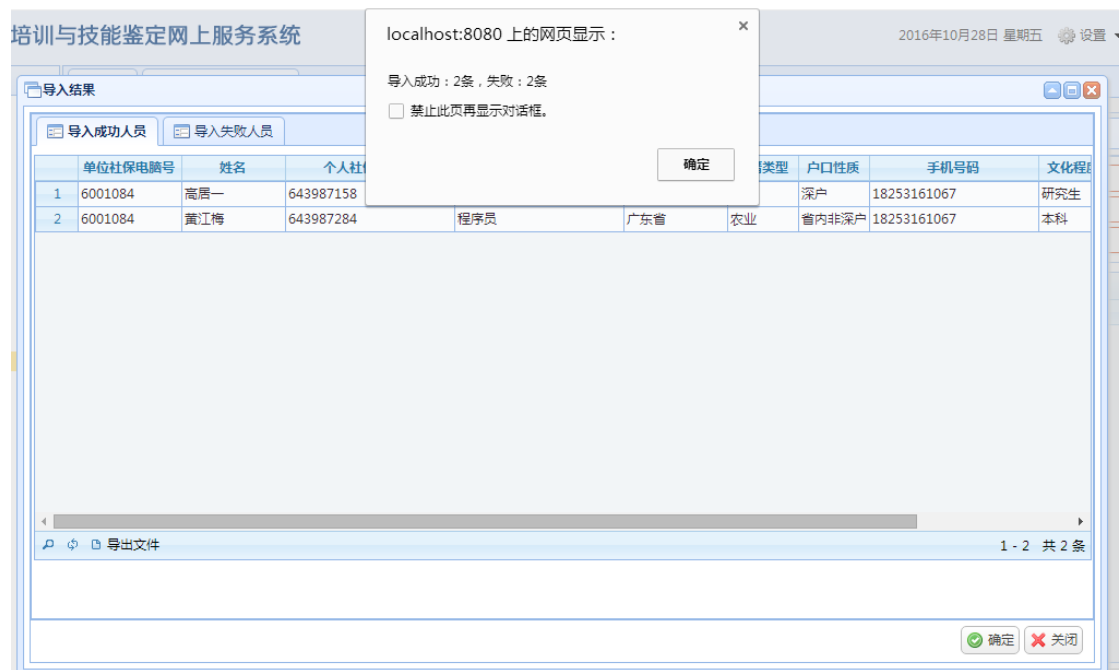 培训与技能鉴定网上服务系统
localhost:8080 上的网页显示：
×
2016年10月28日 星期五 设置
导入成功：2条，失败：2条
禁止此页再显示对话框。
确定
导入结果
导入成功人员 导入失败人员
单位社保电脑号 姓名 个人社 类型 户口性质 手机号码 文化程
1 6001084 高居一 643987158 深户 18253161067 研究生
2 6001084 黄江梅 643987284 程序员 广东省 农业 省内非深户 18253161067 本科
导出文件 1 - 2 共 2 条
确定 关闭